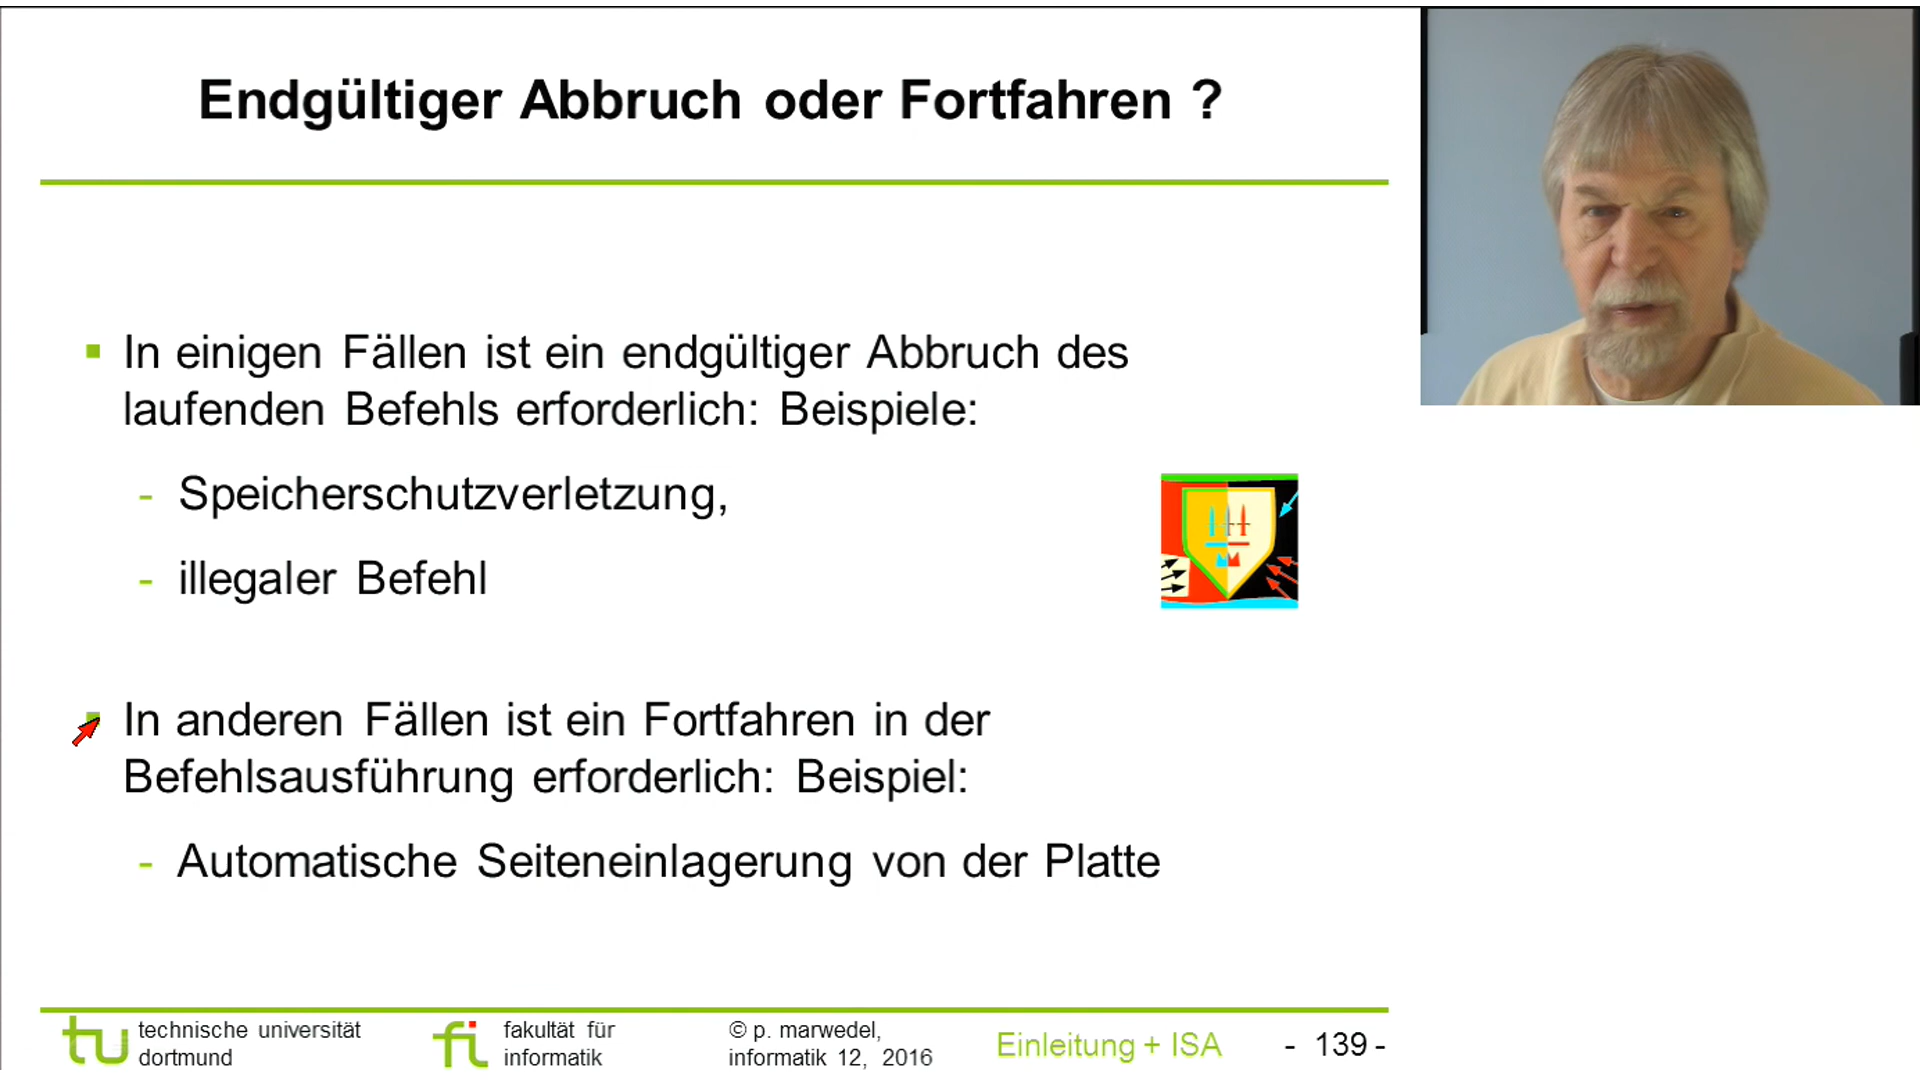 Endgültiger Abbruch oder Fortfahren ?
▪ In einigen Fällen ist ein endgültiger Abbruch des
laufenden Befehls erforderlich: Beispiele:
- Speicherschutzverletzung,
- illegaler Befehl
▪ In anderen Fällen ist ein Fortfahren in der
Befehlsausführung erforderlich: Beispiel:
- Automatische Seiteneinlagerung von der Platte
tu technische universität
dortmund
fi fakultät für
informatik
© p. marwedel,
informatik 12, 2016
Einleitung + ISA
- 139 -